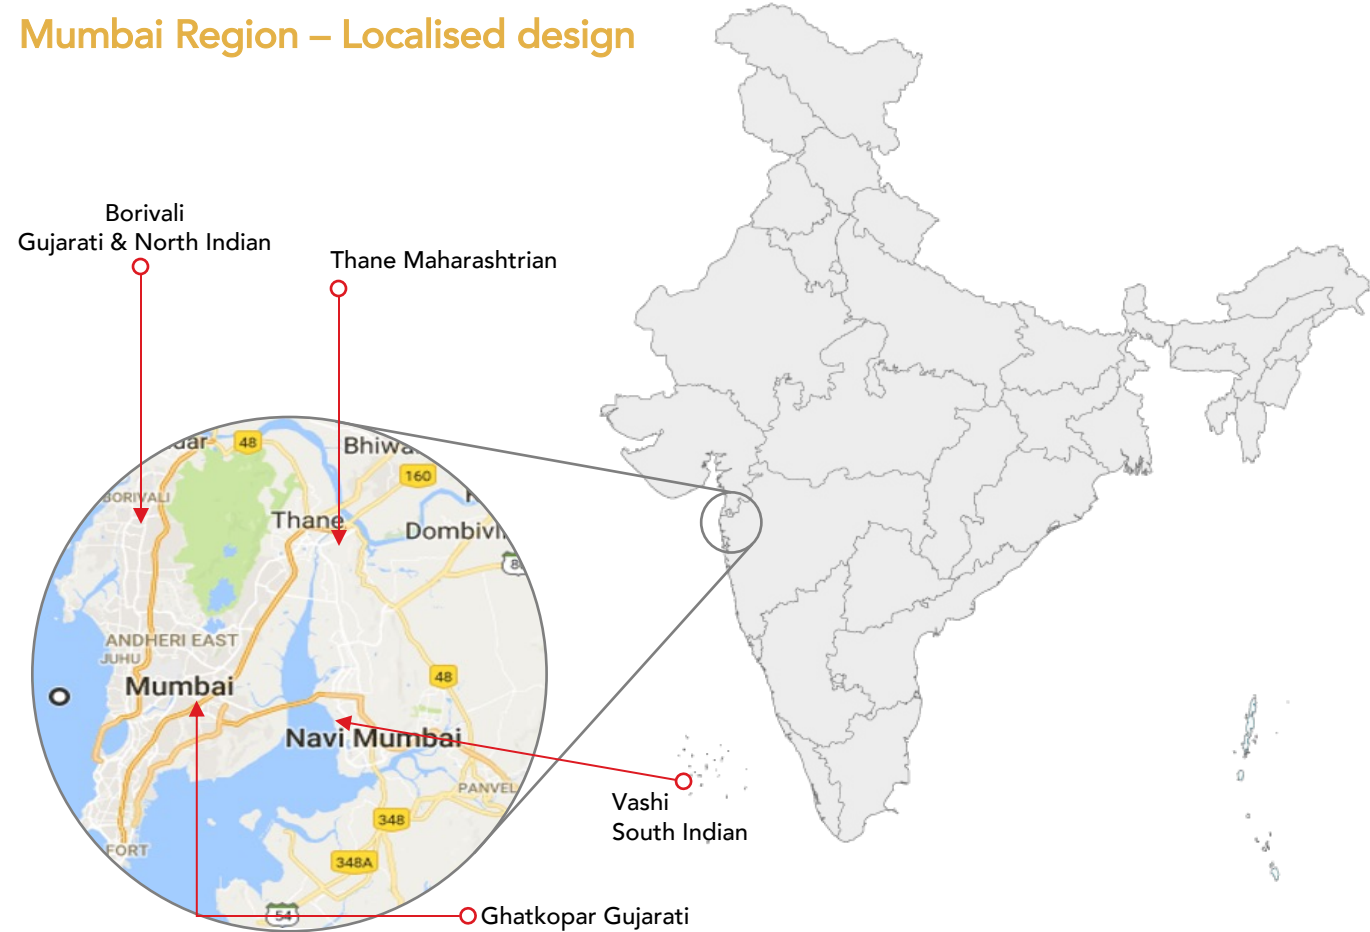 Mumbai Region – Localised design
Borivali
Gujarati & North Indian
Thane Maharashtrian
48
Bhiwa
160
BORIVALI
Thane
Dombivli
ANDHERI EAST
JUHU
Mumbai
48
Navi Mumbai
PANVEL
Vashi
South Indian
348
FORT
348A
54
Ghatkopar Gujarati